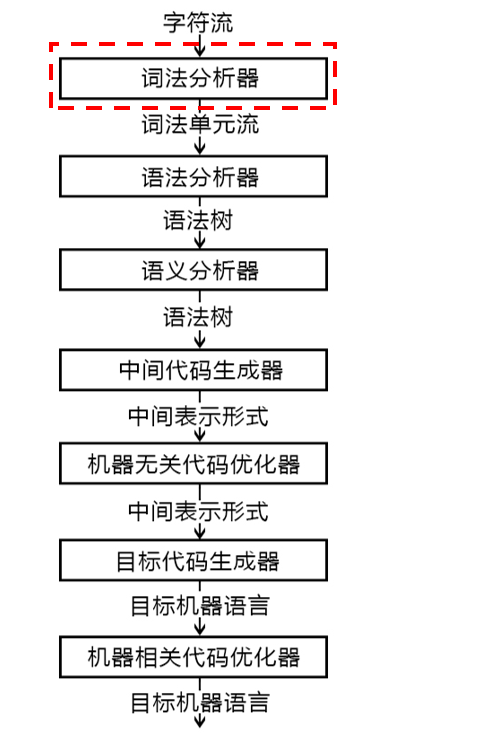 字符流
词法分析器
词法单元流
语法分析器
语法树
语义分析器
语法树
中间代码生成器
中间表示形式
机器无关代码优化器
中间表示形式
目标代码生成器
目标机器语言
机器相关代码优化器
目标机器语言